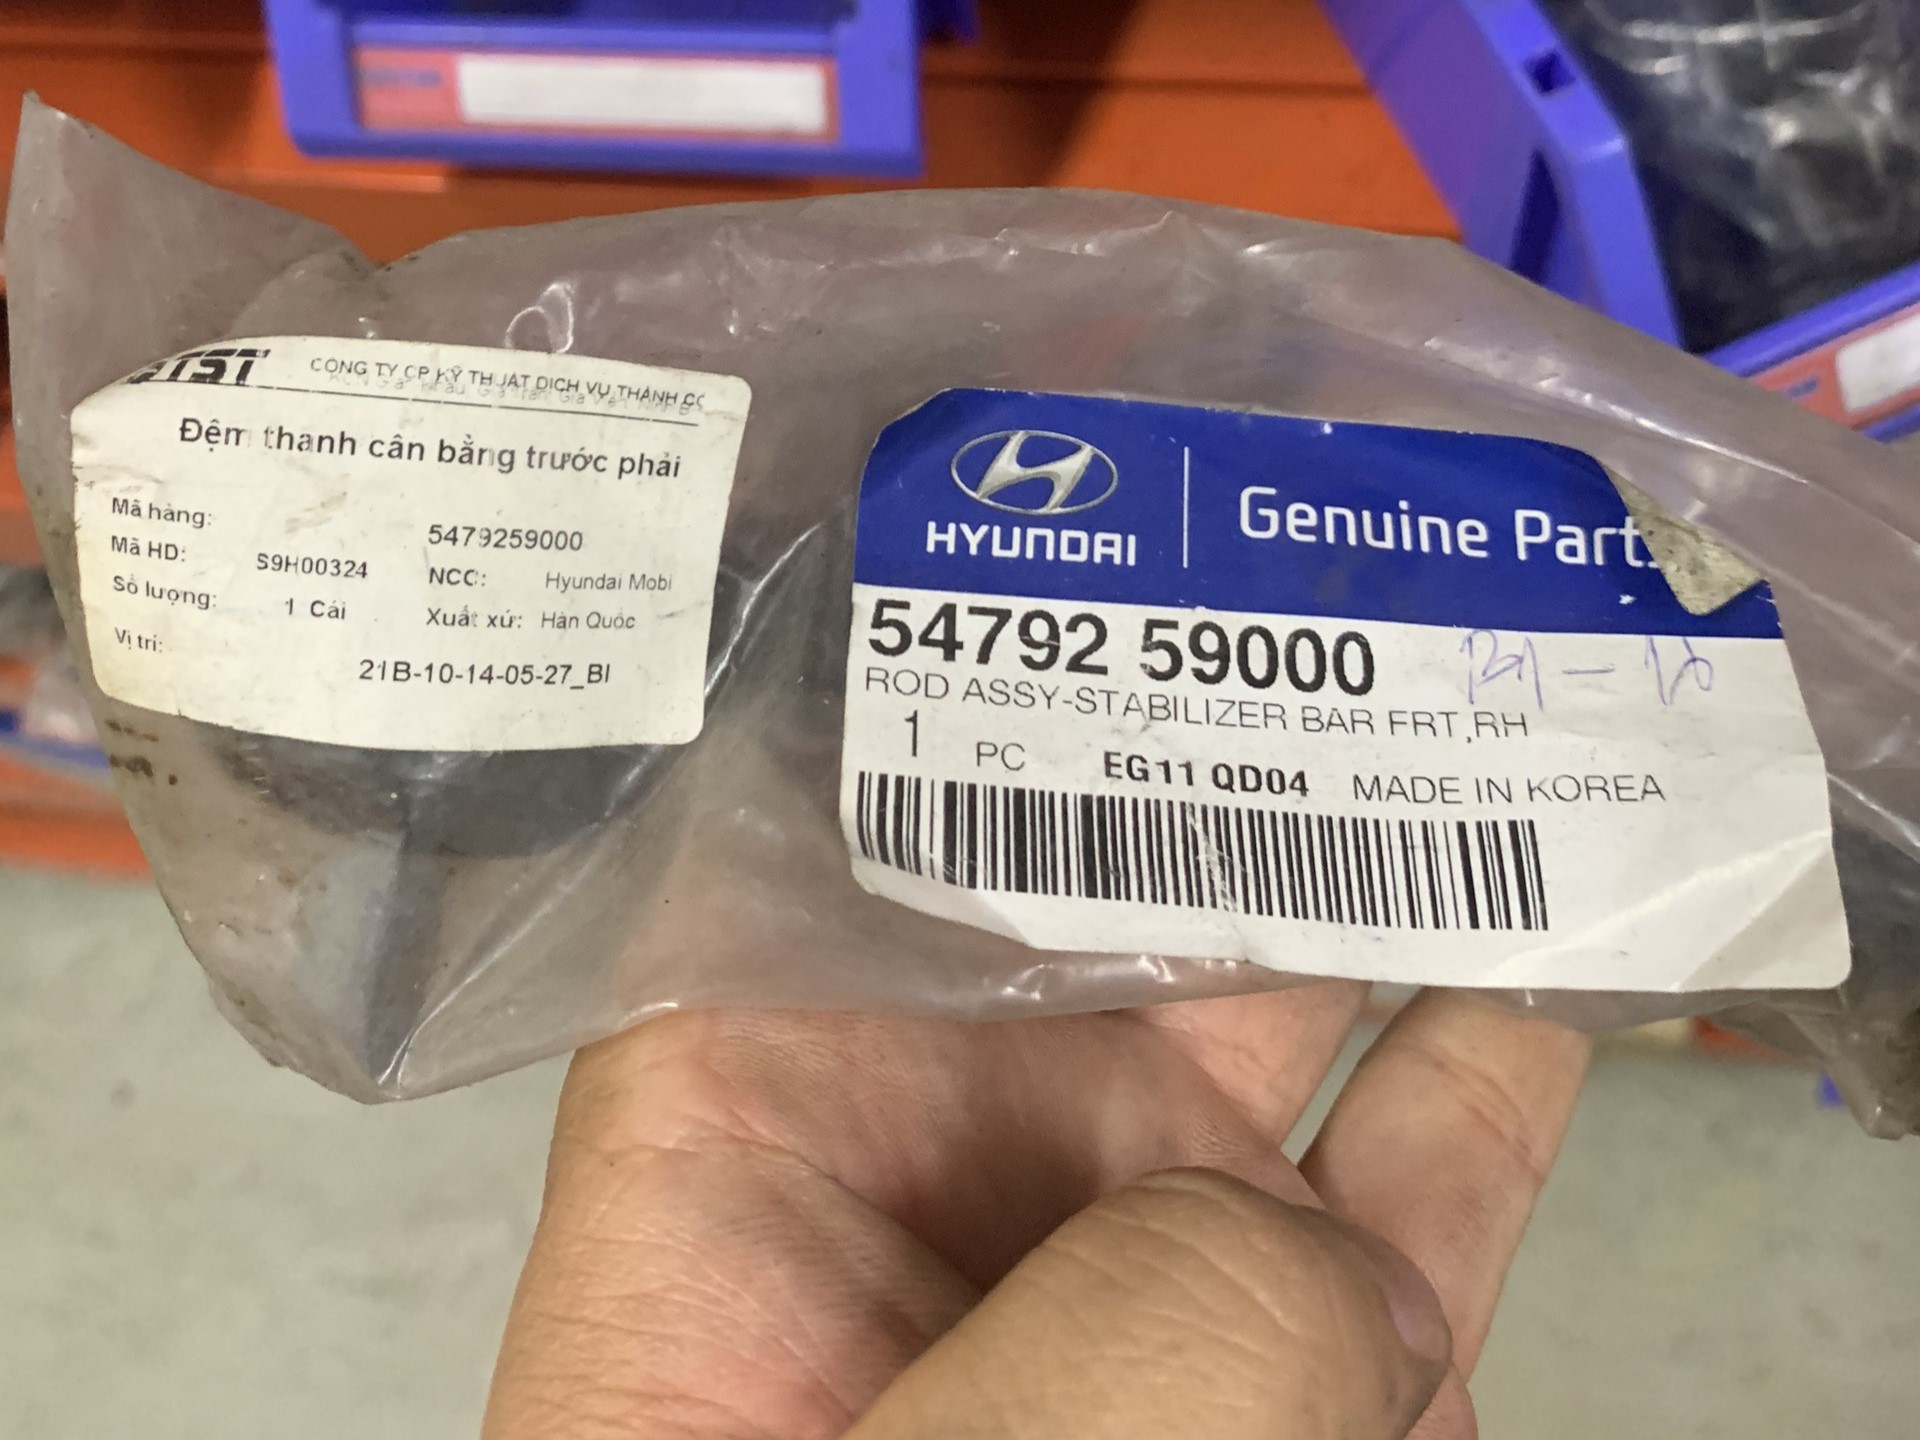 TST CÔNG TY CP KỸ THUẬT DỊCH VỤ THÀNH CÔ
Đệm thanh cân bằng trước phải
Mã hàng: 5479259000
Mã HD: S9H00324 NCC: Hyundai Mobi
Số lượng: 1 Cái Xuất xứ: Hàn Quốc
Vị trí: 21B-10-14-05-27_BI
HYUNDAI Genuine Parts
54792 59000
ROD ASSY-STABILIZER BAR FRT,RH
1 PC EG11 QD04 MADE IN KOREA